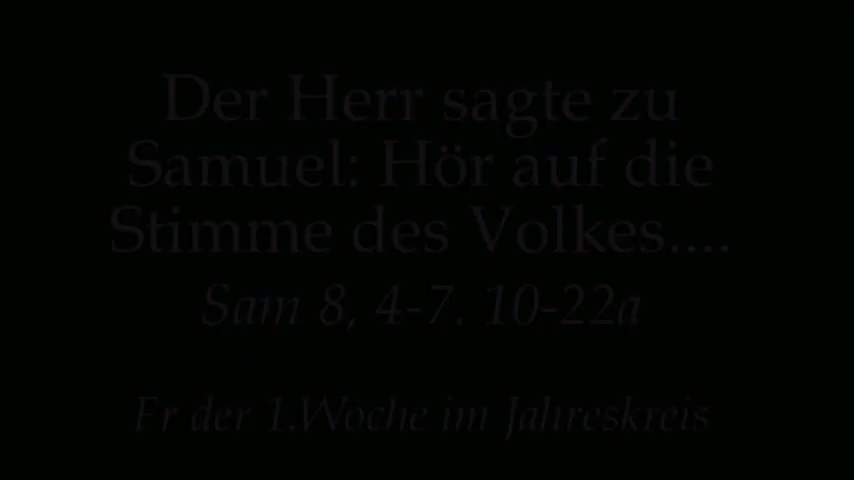 Der Herr sagte zu
Samuel: Hör auf die
Stimme des Volkes....
Sam 8, 4-7. 10-22a
Fr der 1.Woche im Jahreskreis